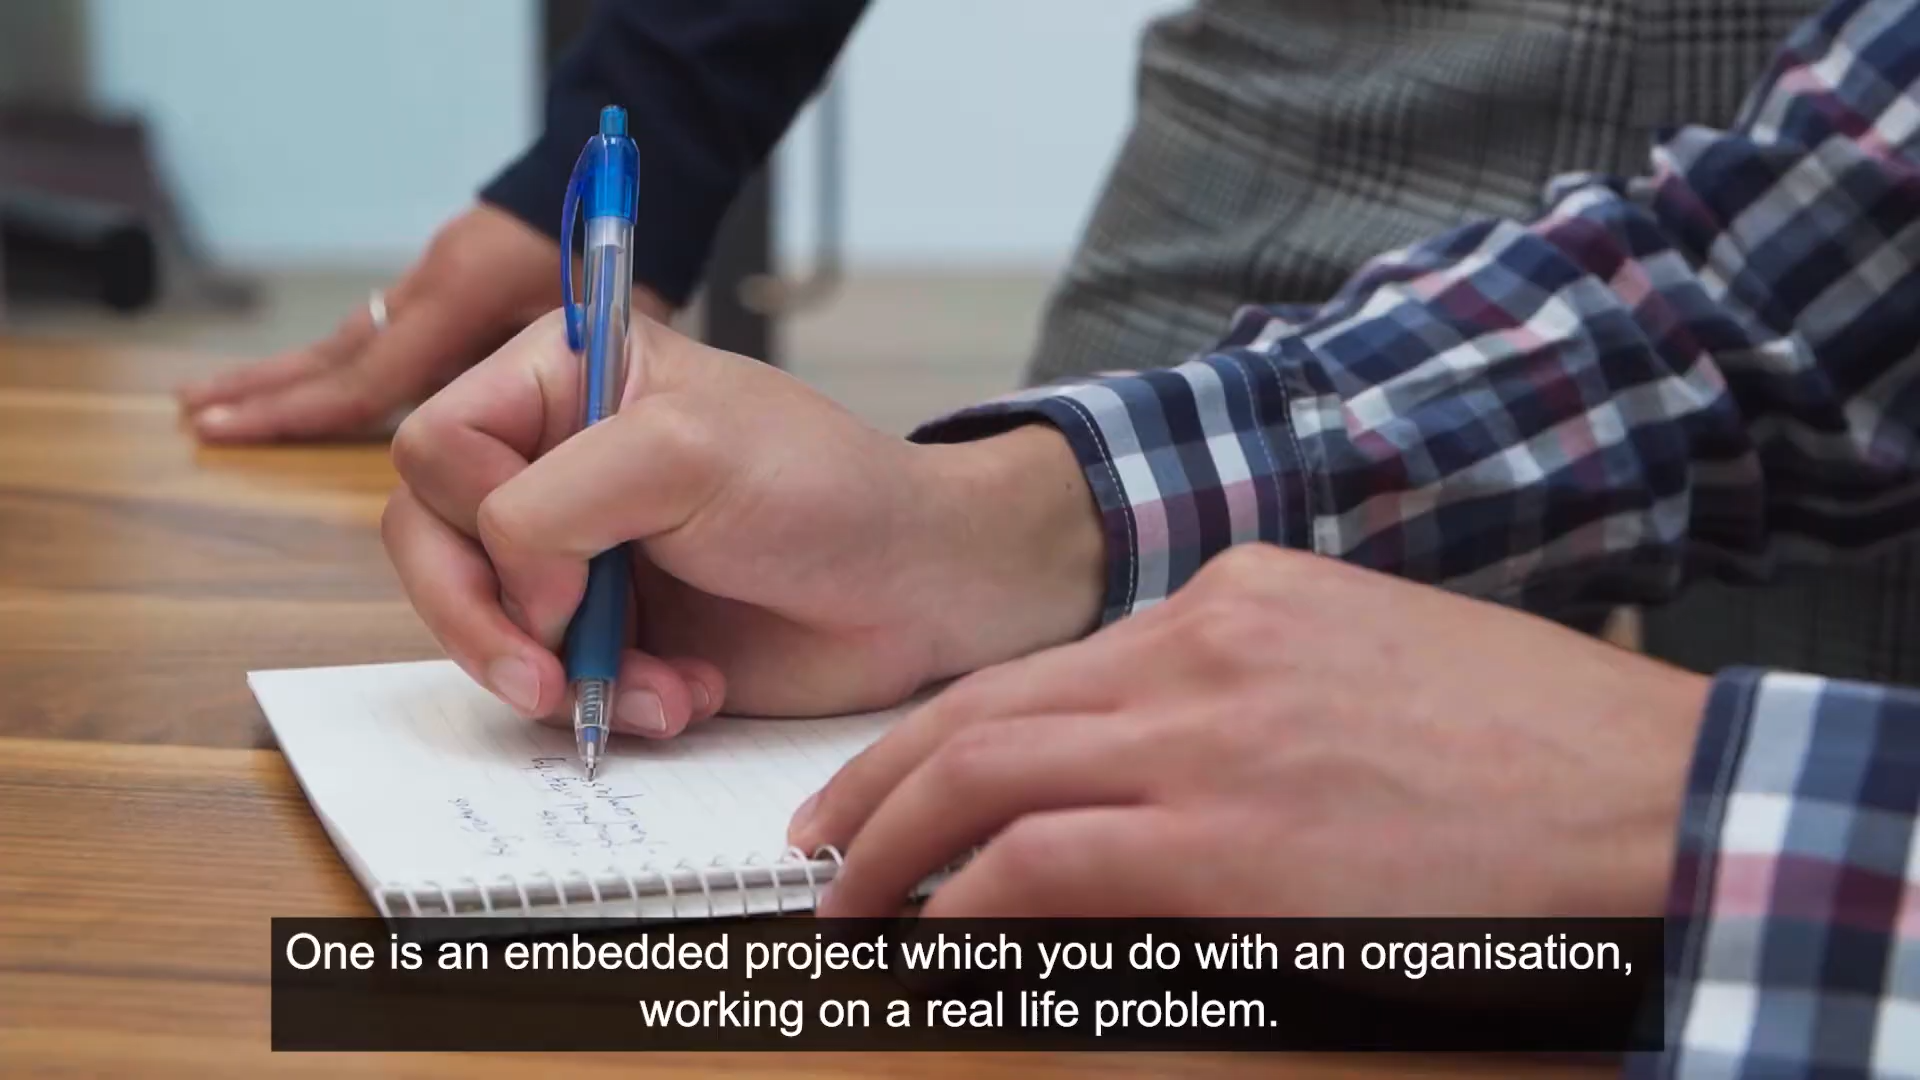 One is an embedded project which you do with an organisation,
working on a real life problem.